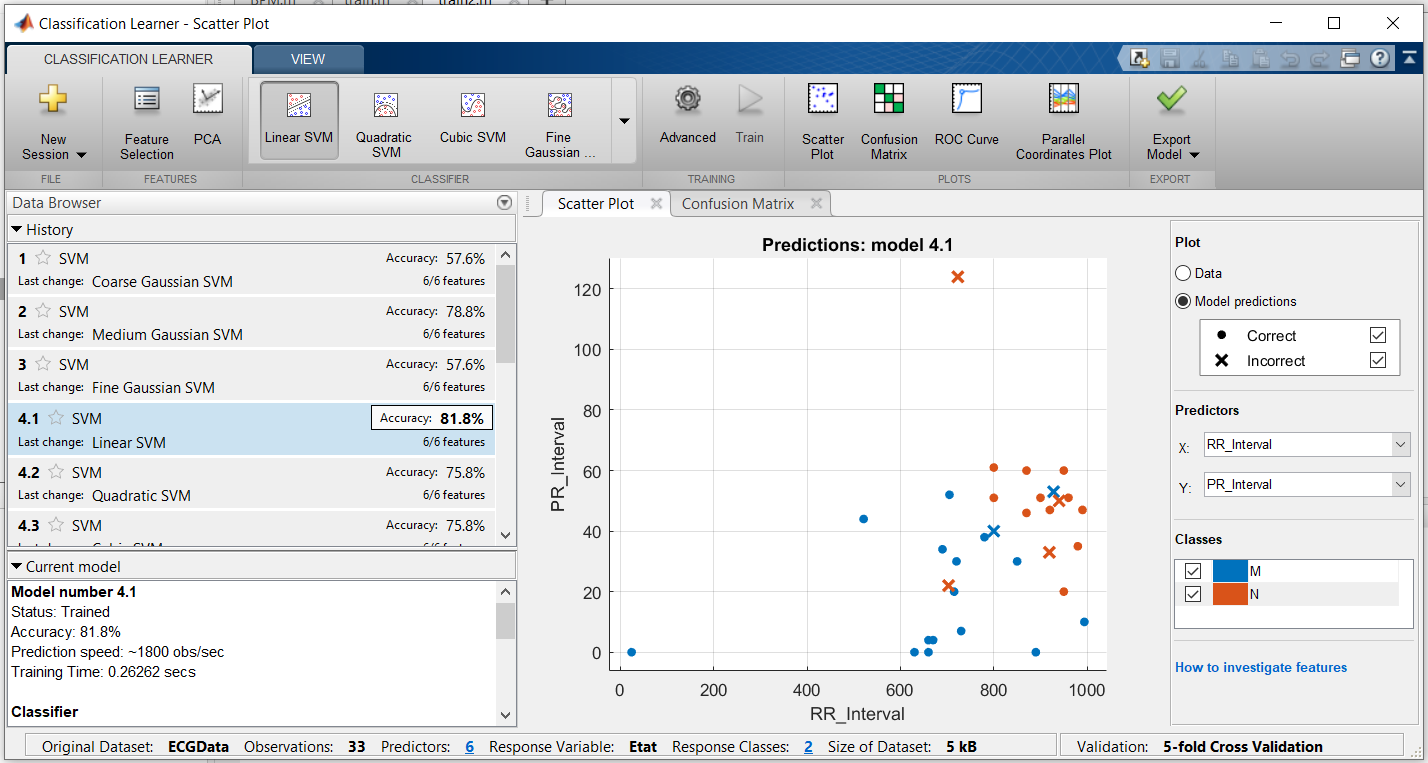 Classification Learner - Scatter Plot
CLASSIFICATION LEARNER
VIEW
New Session
Feature Selection
PCA
Linear SVM
Quadratic SVM
Cubic SVM
Fine Gaussian ...
Advanced
Train
Scatter Plot
Confusion Matrix
ROC Curve
Parallel Coordinates Plot
Export Model
FILE
FEATURES
CLASSIFIER
TRAINING
PLOTS
EXPORT
Data Browser
History
1 SVM Accuracy: 57.6%
Last change: Coarse Gaussian SVM 6/6 features
2 SVM Accuracy: 78.8%
Last change: Medium Gaussian SVM 6/6 features
3 SVM Accuracy: 57.6%
Last change: Fine Gaussian SVM 6/6 features
4.1 SVM Accuracy: 81.8%
Last change: Linear SVM 6/6 features
4.2 SVM Accuracy: 75.8%
Last change: Quadratic SVM 6/6 features
4.3 SVM Accuracy: 75.8%
Current model
Model number 4.1
Status: Trained
Accuracy: 81.8%
Prediction speed: ~1800 obs/sec
Training Time: 0.26262 secs
Classifier
Scatter Plot
Confusion Matrix
Predictions: model 4.1
120
100
80
60
40
20
0
PR_Interval
0 200 400 600 800 1000
RR_Interval
Plot
Data
Model predictions
Correct
Incorrect
Predictors
X: RR_Interval
Y: PR_Interval
Classes
M
N
How to investigate features
Original Dataset: ECGData Observations: 33 Predictors: 6 Response Variable: Etat Response Classes: 2 Size of Dataset: 5 kB Validation: 5-fold Cross Validation